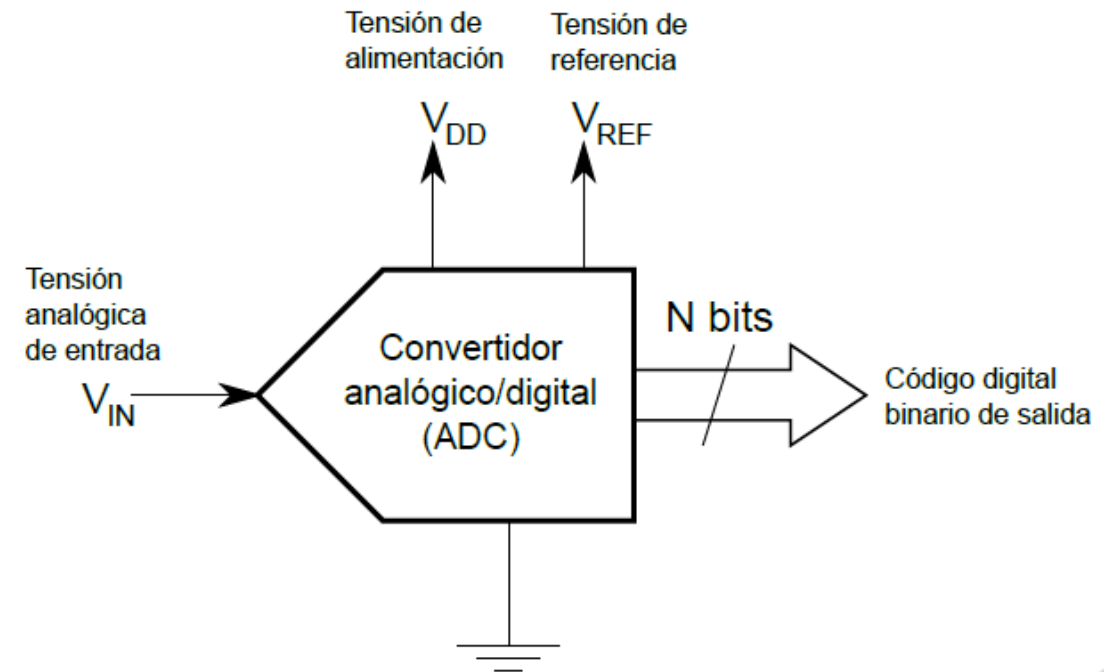 Tensión de
alimentación
Tensión de
referencia
VDD
VREF
Tensión
analógica
de entrada
VIN
Convertidor
analógico/digital
(ADC)
N bits
Código digital
binario de salida